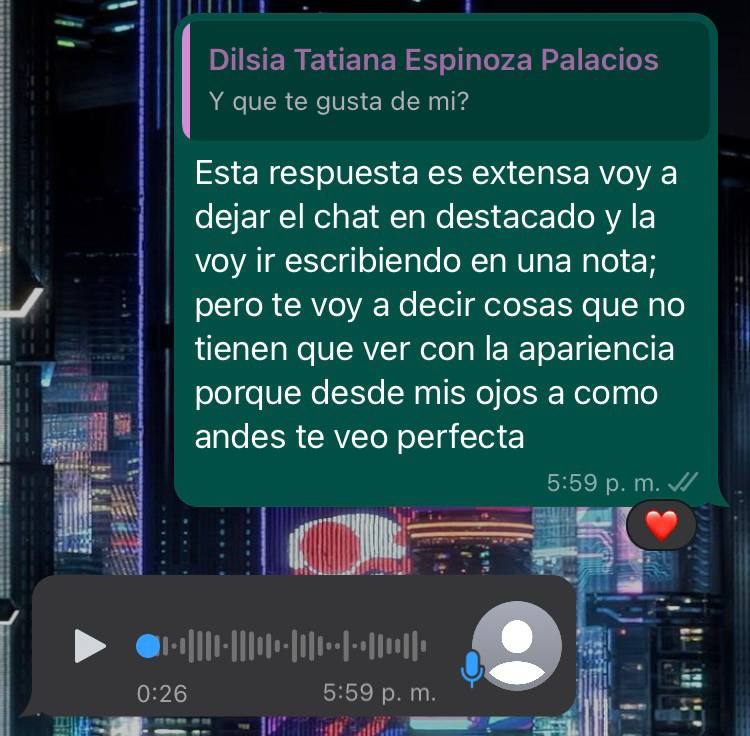 Dilsia Tatiana Espinoza Palacios
Y que te gusta de mi?
Esta respuesta es extensa voy a
dejar el chat en destacado y la
voy ir escribiendo en una nota;
pero te voy a decir cosas que no
tienen que ver con la apariencia
porque desde mis ojos a como
andes te veo perfecta
5:59 p. m.
0:26
5:59 p. m.